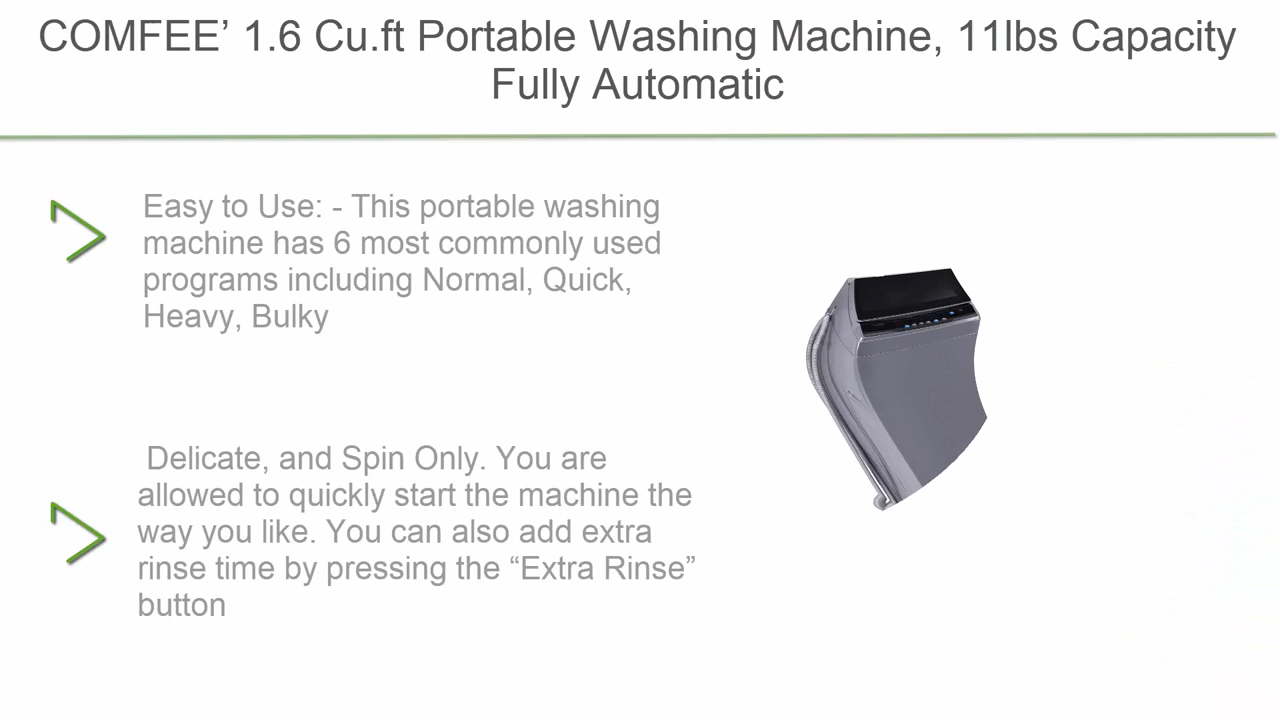 COMFEE’ 1.6 Cu.ft Portable Washing Machine, 11lbs Capacity
Fully Automatic
Easy to Use: - This portable washing
machine has 6 most commonly used
programs including Normal, Quick,
Heavy, Bulky
Delicate, and Spin Only. You are
allowed to quickly start the machine the
way you like. You can also add extra
rinse time by pressing the “Extra Rinse”
button